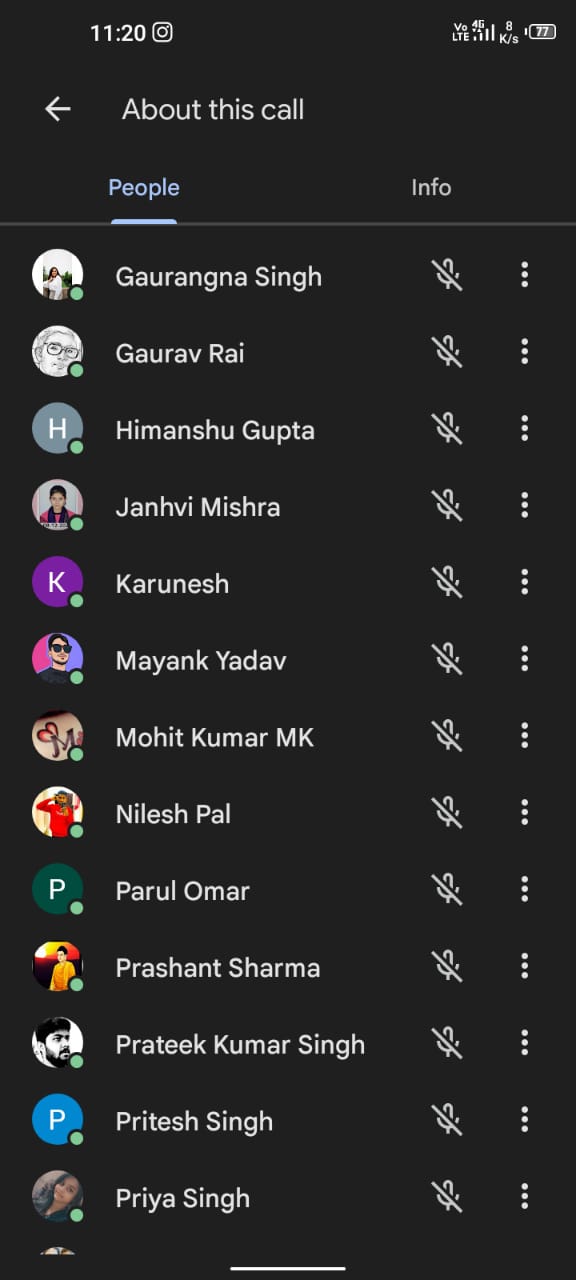 11:20
Vo LTE 4G 8 K/s 77
About this call
People Info
Gaurangna Singh
Gaurav Rai
H Himanshu Gupta
Janhvi Mishra
K Karunesh
Mayank Yadav
Mohit Kumar MK
Nilesh Pal
P Parul Omar
Prashant Sharma
Prateek Kumar Singh
P Pritesh Singh
Priya Singh